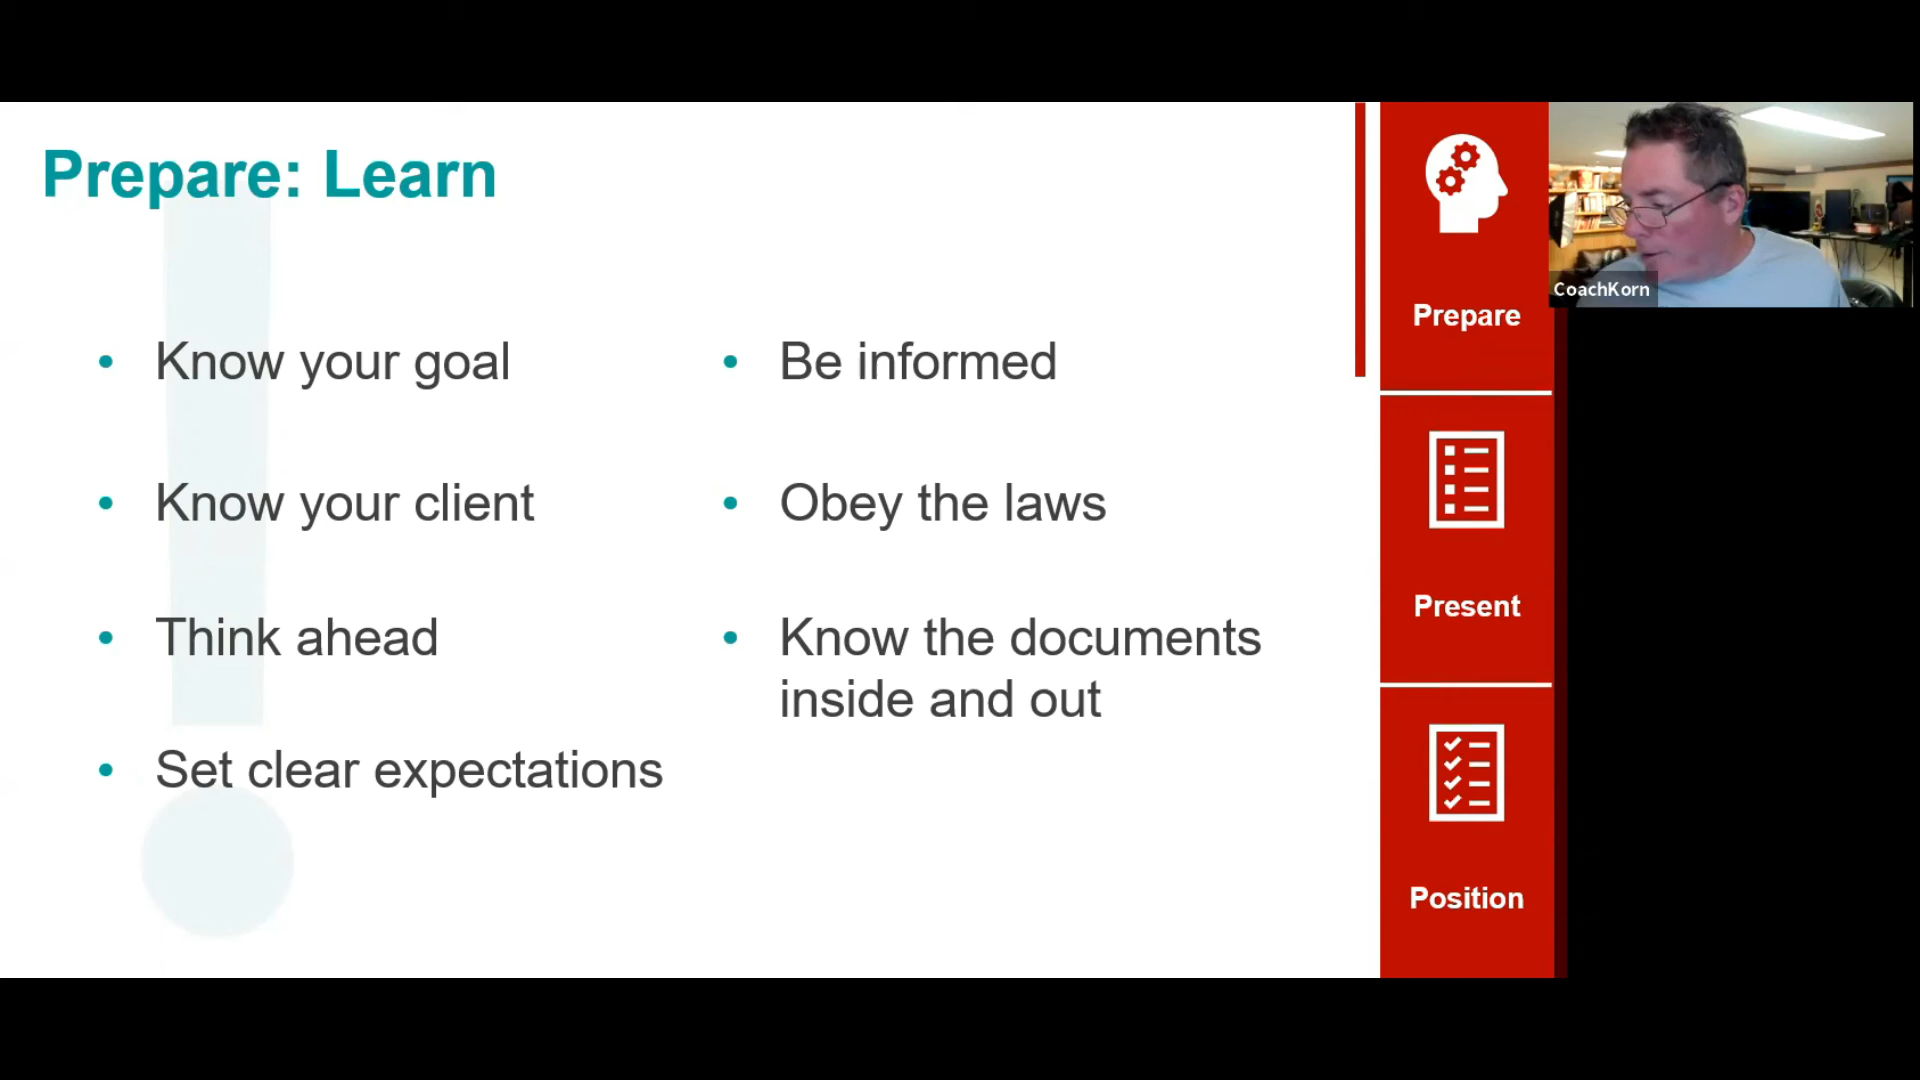 Prepare: Learn
Know your goal
Know your client
Think ahead
Set clear expectations
Be informed
Obey the laws
Know the documents
inside and out
Prepare
Present
Position
CoachKorn